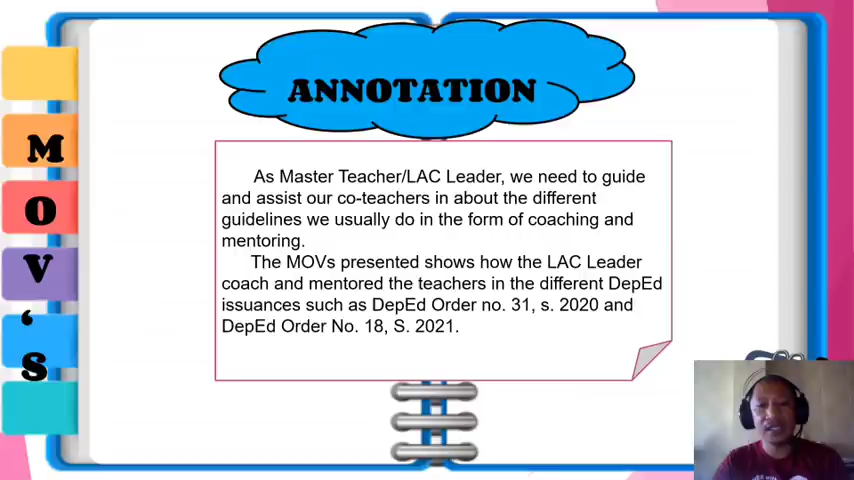 ANNOTATION
As Master Teacher/LAC Leader, we need to guide
and assist our co-teachers in about the different
guidelines we usually do in the form of coaching and
mentoring.
The MOVs presented shows how the LAC Leader
coach and mentored the teachers in the different DepEd
issuances such as DepEd Order no. 31, s. 2020 and
DepEd Order No. 18, S. 2021.
M
O
V
‘
S